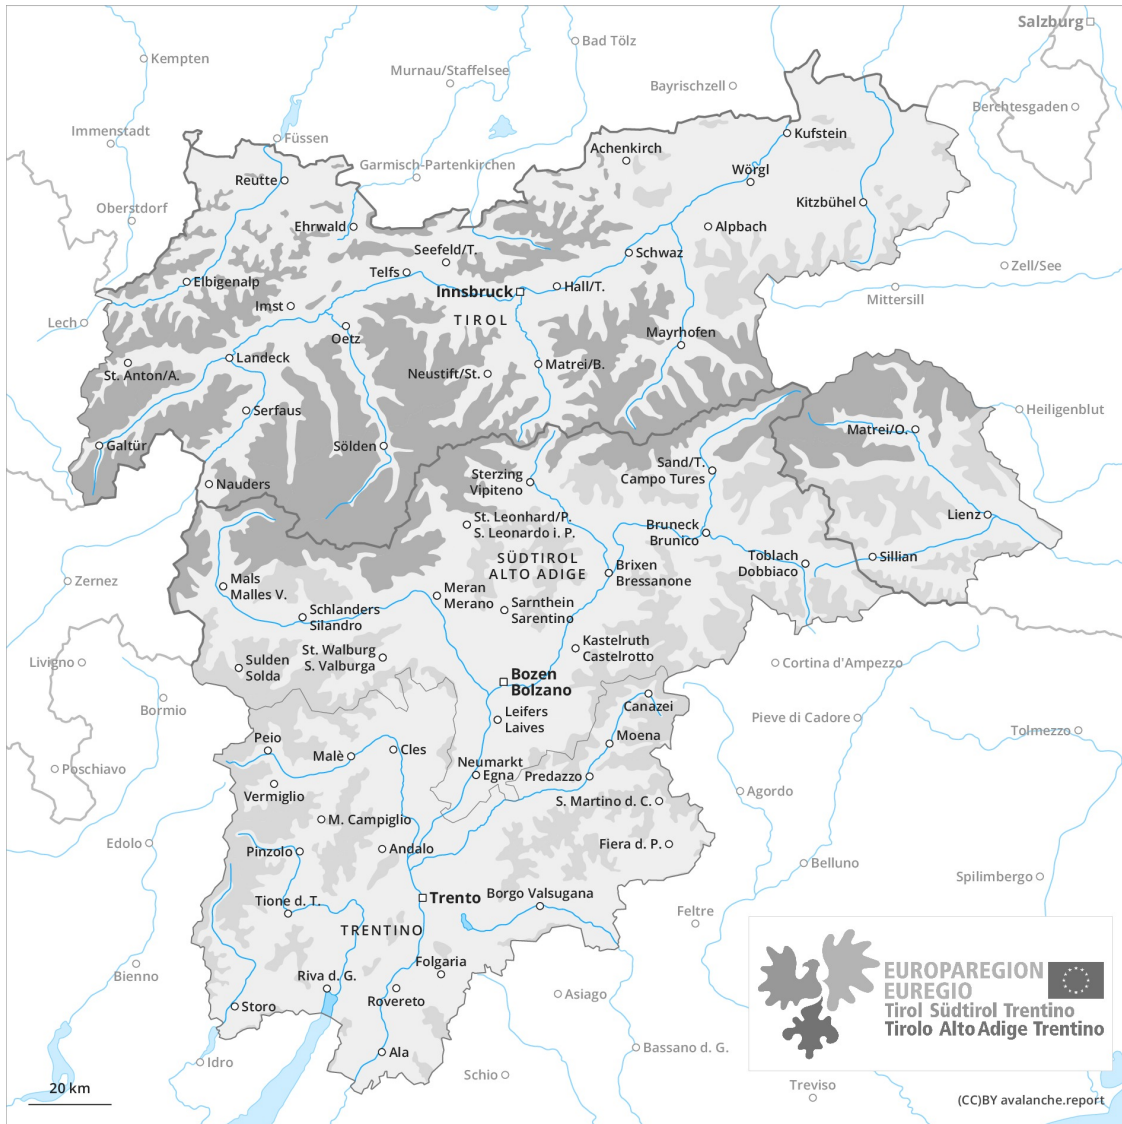 Salzburg
Bad Tölz
Kempten
Murnau/Staffelsee
Bayrischzell
Berchtesgaden
Immenstadt
Füssen
Kufstein
Achenkirch
Garmisch-Partenkirchen
Wörgl
Reutte
Oberstdorf
Kitzbühel
Ehrwald
Alpbach
Seefeld/T.
Schwaz
Zell/See
Telfs
Elbigenalp
Hall/T.
Innsbruck
Mittersill
Imst
TIROL
Lech
Oetz
Mayrhofen
Landeck
Matrei/B.
St. Anton/A.
Neustift/St.
Serfaus
Heiligenblut
Matrei/O.
Galtür
Sölden
Sand/T.
Campo Tures
Sterzing
Vipiteno
Nauders
St. Leonhard/P.
S. Leonardo i. P.
Lienz
Bruneck
Brunico
SÜDTIROL
ALTO ADIGE
Toblach
Dobbiaco
Sillian
Brixen
Bressanone
Zernez
Mals
Malles V.
Meran
Merano
Sarnthein
Sarentino
Schlanders
Silandro
Kastelruth
Castelrotto
St. Walburg
S. Valburga
Livigno
Sulden
Solda
Cortina d'Ampezzo
Bozen
Bolzano
Bormio
Canazei
Leifers
Laives
Pieve di Cadore
Tolmezzo
Moena
Peio
Cles
Malè
Neumarkt
Egna
Predazzo
Poschiavo
Vermiglio
Agordo
S. Martino d. C.
M. Campiglio
Edolo
Pinzolo
Andalo
Fiera d. P.
Belluno
Spilimbergo
Trento
Borgo Valsugana
Tione d. T.
Feltre
TRENTINO
Folgaria
Bienno
Riva d. G.
Rovereto
Asiago
Storo
EUROPAREGION
EUREGIO
Tirol Südtirol Trentino
Tirolo Alto Adige Trentino
Ala
Idro
Bassano d. G.
Schio
Treviso
20 km
(CC)BY avalanche.report